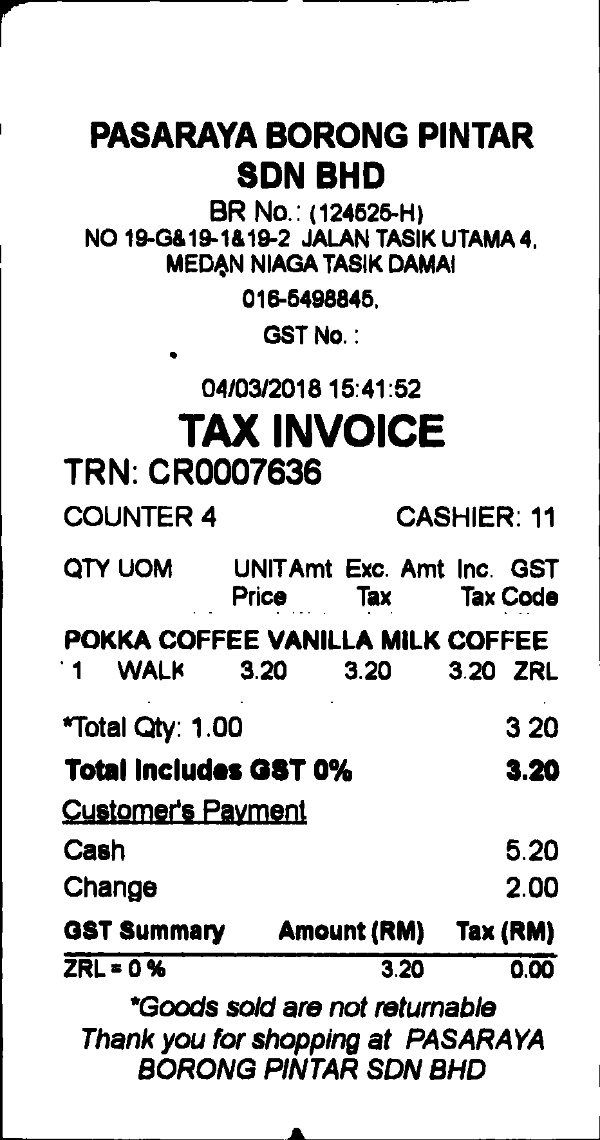 PASARAYA BORONG PINTAR
SDN BHD
BR No.: (124525-H)
NO 19-G&19-1&19-2 JALAN TASIK UTAMA 4,
MEDAN NIAGA TASIK DAMAI
016-5498845,
GST No. :
04/03/2018 15:41:52
TAX INVOICE
TRN: CR0007636
COUNTER 4 CASHIER: 11
QTY UOM UNIT Amt Exc. Amt Inc. GST
Price Tax Tax Code
POKKA COFFEE VANILLA MILK COFFEE
1 WALK 3.20 3.20 3.20 ZRL
*Total Qty: 1.00 3 20
Total Includes GST 0% 3.20
Customer's Payment
Cash 5.20
Change 2.00
GST Summary Amount (RM) Tax (RM)
ZRL = 0 % 3.20 0.00
*Goods sold are not returnable
Thank you for shopping at PASARAYA
BORONG PINTAR SDN BHD